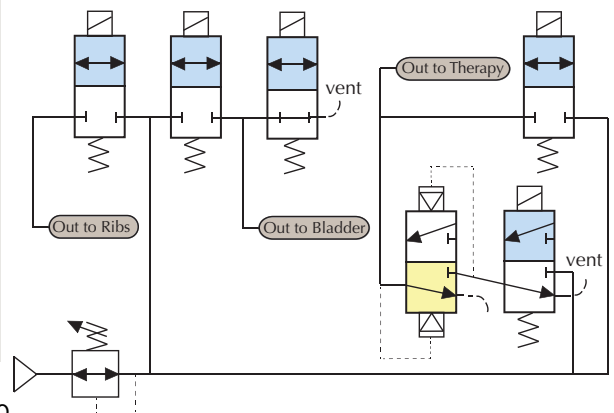 Out to Therapy
vent
Out to Ribs
Out to Bladder
vent